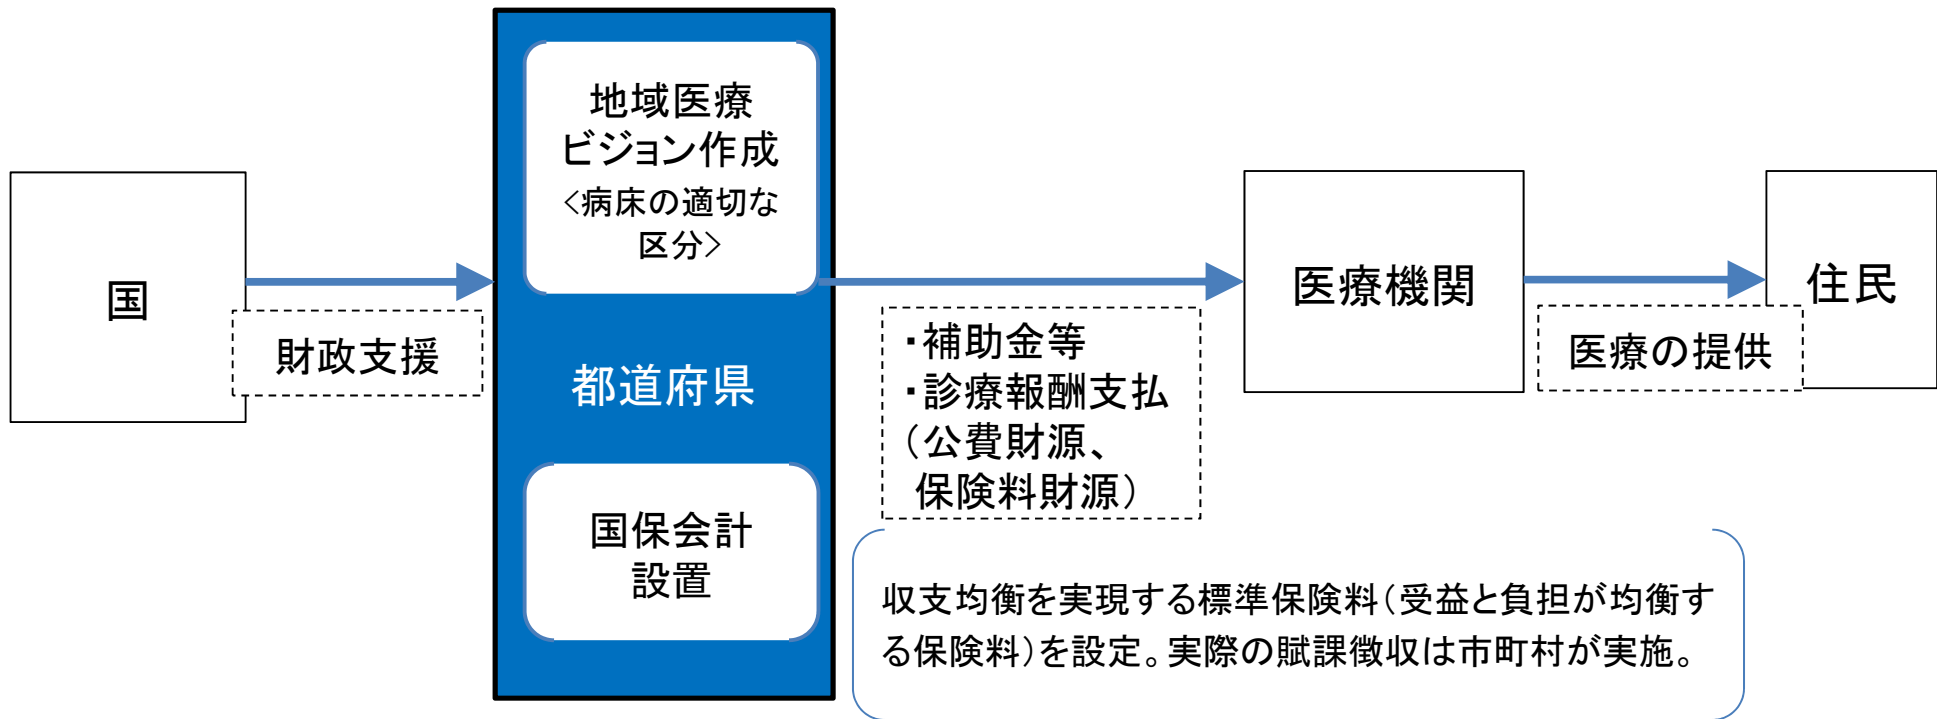 国
財政支援
地域医療
ビジョン作成
<病床の適切な
区分>
都道府県
国保会計
設置
・補助金等
・診療報酬支払
(公費財源、
保険料財源)
医療機関
医療の提供
住民
収支均衡を実現する標準保険料(受益と負担が均衡す
る保険料)を設定。実際の賦課徴収は市町村が実施。